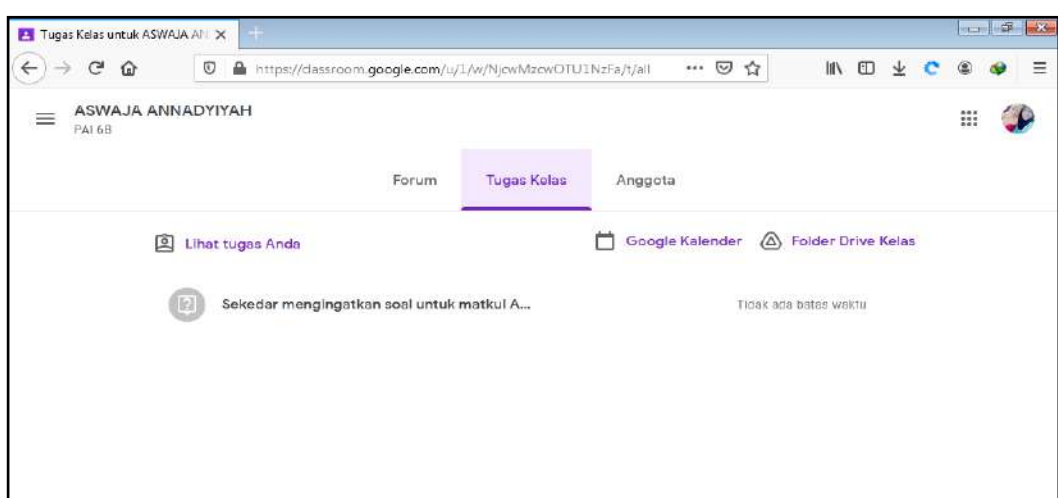 Tugas Kelas untuk ASWAJA AN
https://classroom.google.com/u/1/w/NjcwMzcwOTU1NzFa/t/all
ASWAJA ANNADYIYAH
PAI 6B
Forum Tugas Kelas Anggota
Lihat tugas Anda Google Kalender Folder Drive Kelas
Sekedar mengingatkan soal untuk matkul A... Tidak ada batas waktu